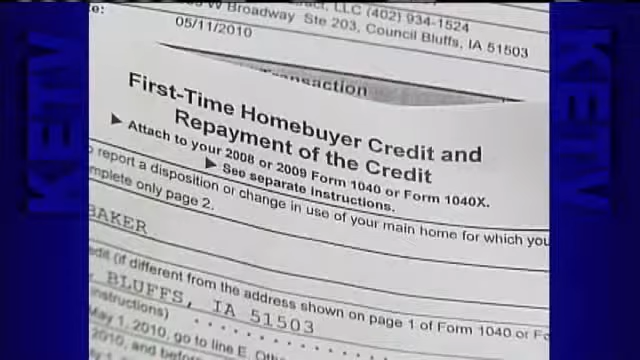 W Broadway Ste 203, Council Bluffs, IA 51503
LLC (402) 934-1524
05/11/2010
First-Time Homebuyer Credit and
Repayment of the Credit
▶ Attach to your 2008 or 2009 Form 1040 or Form 1040X.
▶ See separate instructions.
report a disposition or change in use of your main home for which you
complete only page 2.
BAKER
(if different from the address shown on page 1 of Form 1040 or
BLUFFS, IA 51503
instructions)
May 1, 2010, go to line E.
2010, and before
KETV
KETV